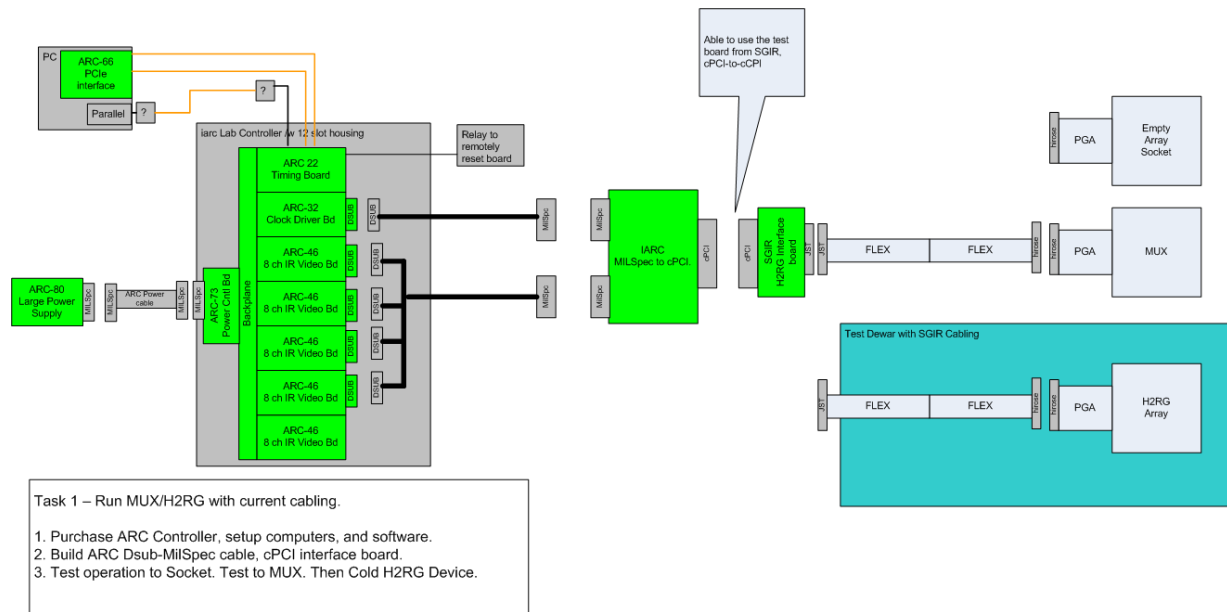 PC
ARC-66
PCIe
interface
Parallel
?
?
iarc Lab Controller /w 12 slot housing
Relay to
remotely
reset board
ARC 22
Timing Board
ARC-32
Clock Driver Bd
ARC-46
8 ch IR Video Bd
ARC-46
8 ch IR Video Bd
ARC-46
8 ch IR Video Bd
ARC-46
8 ch IR Video Bd
ARC-46
8 ch IR Video Bd
Backplane
ARC-73
Power Cntl Bd
DSUB
DSUB
DSUB
DSUB
DSUB
DSUB
DSUB
DSUB
DSUB
DSUB
ARC-80
Large Power
Supply
MILSpc
MILSpc
ARC Power
cable
MILSpc
MILSpc
MilSpc
MilSpc
MilSpc
MilSpc
IARC
MiLSpec to cPCI.
cPCI
cPCI
SGIR
H2RG Interface
board
JST
JST
Able to use the test
board from SGIR,
cPCI-to-cCPI
FLEX
FLEX
hirose
hirose
PGA
MUX
hirose
PGA
Empty
Array
Socket
Test Dewar with SGIR Cabling
JST
FLEX
FLEX
hirose
hirose
PGA
H2RG
Array
Task 1 – Run MUX/H2RG with current cabling.
1. Purchase ARC Controller, setup computers, and software.
2. Build ARC Dsub-MilSpec cable, cPCI interface board.
3. Test operation to Socket. Test to MUX. Then Cold H2RG Device.